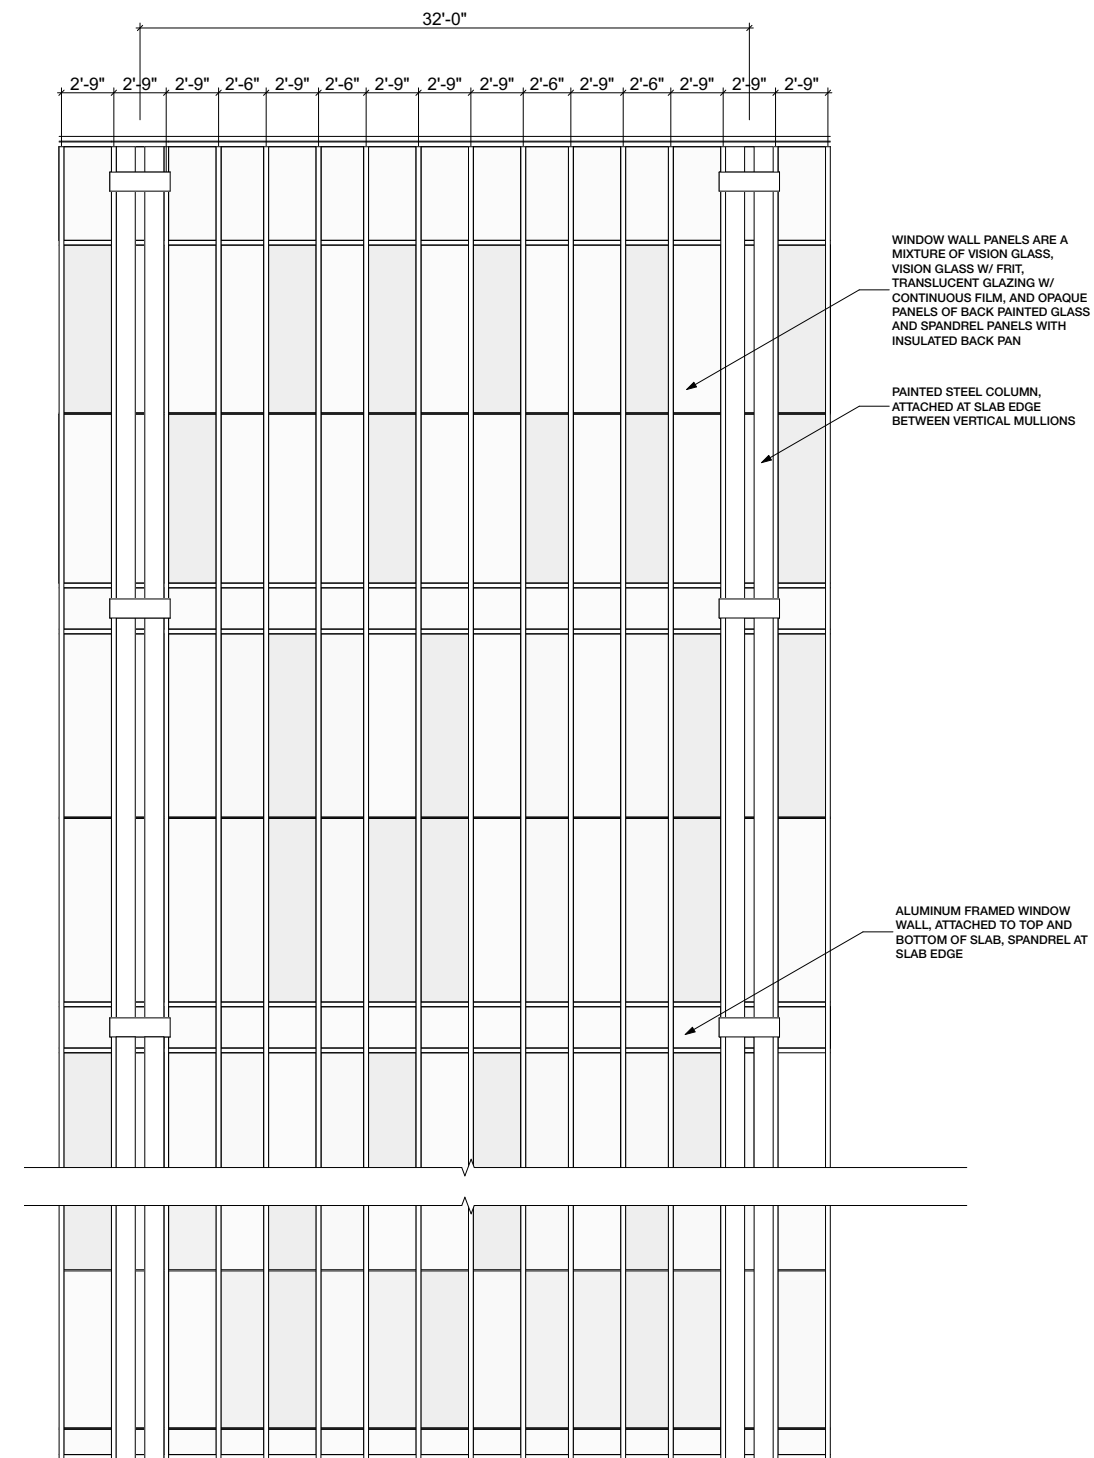 32'-0"
2'-9" 2'-9" 2'-9" 2'-6" 2'-9" 2'-6" 2'-9" 2'-9" 2'-9" 2'-6" 2'-9" 2'-6" 2'-9" 2'-9" 2'-9"
WINDOW WALL PANELS ARE A
MIXTURE OF VISION GLASS,
VISION GLASS W/ FRIT,
TRANSLUCENT GLAZING W/
CONTINUOUS FILM, AND OPAQUE
PANELS OF BACK PAINTED GLASS
AND SPANDREL PANELS WITH
INSULATED BACK PAN
PAINTED STEEL COLUMN,
ATTACHED AT SLAB EDGE
BETWEEN VERTICAL MULLIONS
ALUMINUM FRAMED WINDOW
WALL, ATTACHED TO TOP AND
BOTTOM OF SLAB, SPANDREL AT
SLAB EDGE